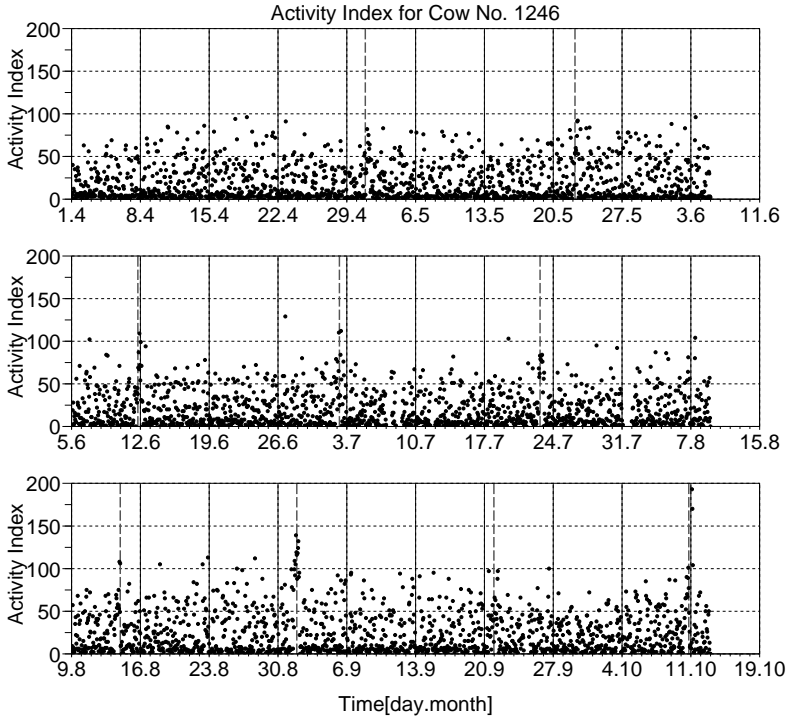 Activity Index for Cow No. 1246
200
150
100
50
0
Activity Index
1.4 8.4 15.4 22.4 29.4 6.5 13.5 20.5 27.5 3.6 11.6
200
150
100
50
0
Activity Index
5.6 12.6 19.6 26.6 3.7 10.7 17.7 24.7 31.7 7.8 15.8
200
150
100
50
0
Activity Index
9.8 16.8 23.8 30.8 6.9 13.9 20.9 27.9 4.10 11.10 19.10
Time[day.month]